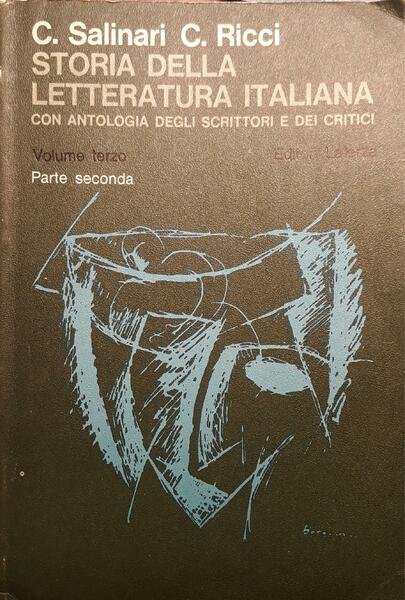 C. Salinari C. Ricci
STORIA DELLA
LETTERATURA ITALIANA
CON ANTOLOGIA DEGLI SCRITTORI E DEI CRITICI
Volume terzo Editori Laterza
Parte seconda